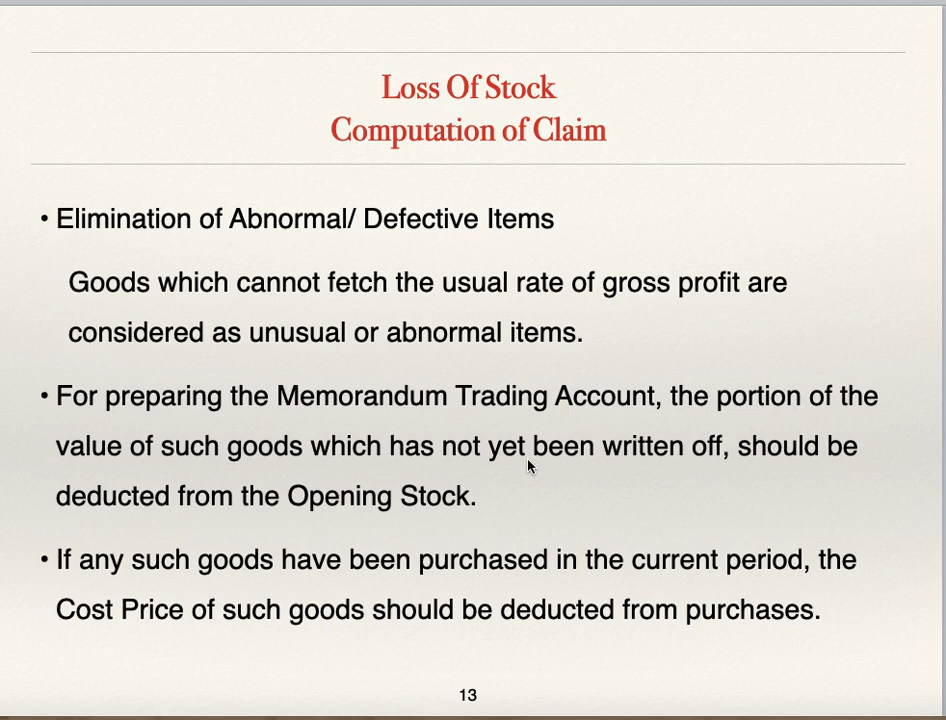 Loss Of Stock
Computation of Claim
• Elimination of Abnormal/ Defective Items
Goods which cannot fetch the usual rate of gross profit are
considered as unusual or abnormal items.
• For preparing the Memorandum Trading Account, the portion of the
value of such goods which has not yet been written off, should be
deducted from the Opening Stock.
• If any such goods have been purchased in the current period, the
Cost Price of such goods should be deducted from purchases.
13